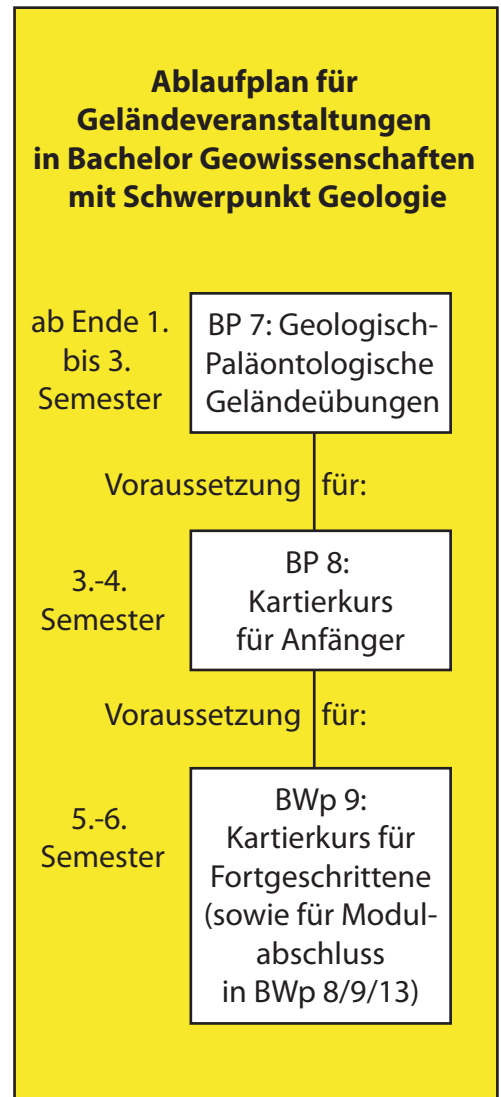 Ablaufplan für
Geländeveranstaltungen
in Bachelor Geowissenschaften
mit Schwerpunkt Geologie
ab Ende 1.
bis 3.
Semester
BP 7: Geologisch-
Paläontologische
Geländeübungen
Voraussetzung für:
3.-4.
Semester
BP 8:
Kartierkurs
für Anfänger
Voraussetzung für:
5.-6.
Semester
BWp 9:
Kartierkurs für
Fortgeschrittene
(sowie für Modul-
abschluss
in BWp 8/9/13)